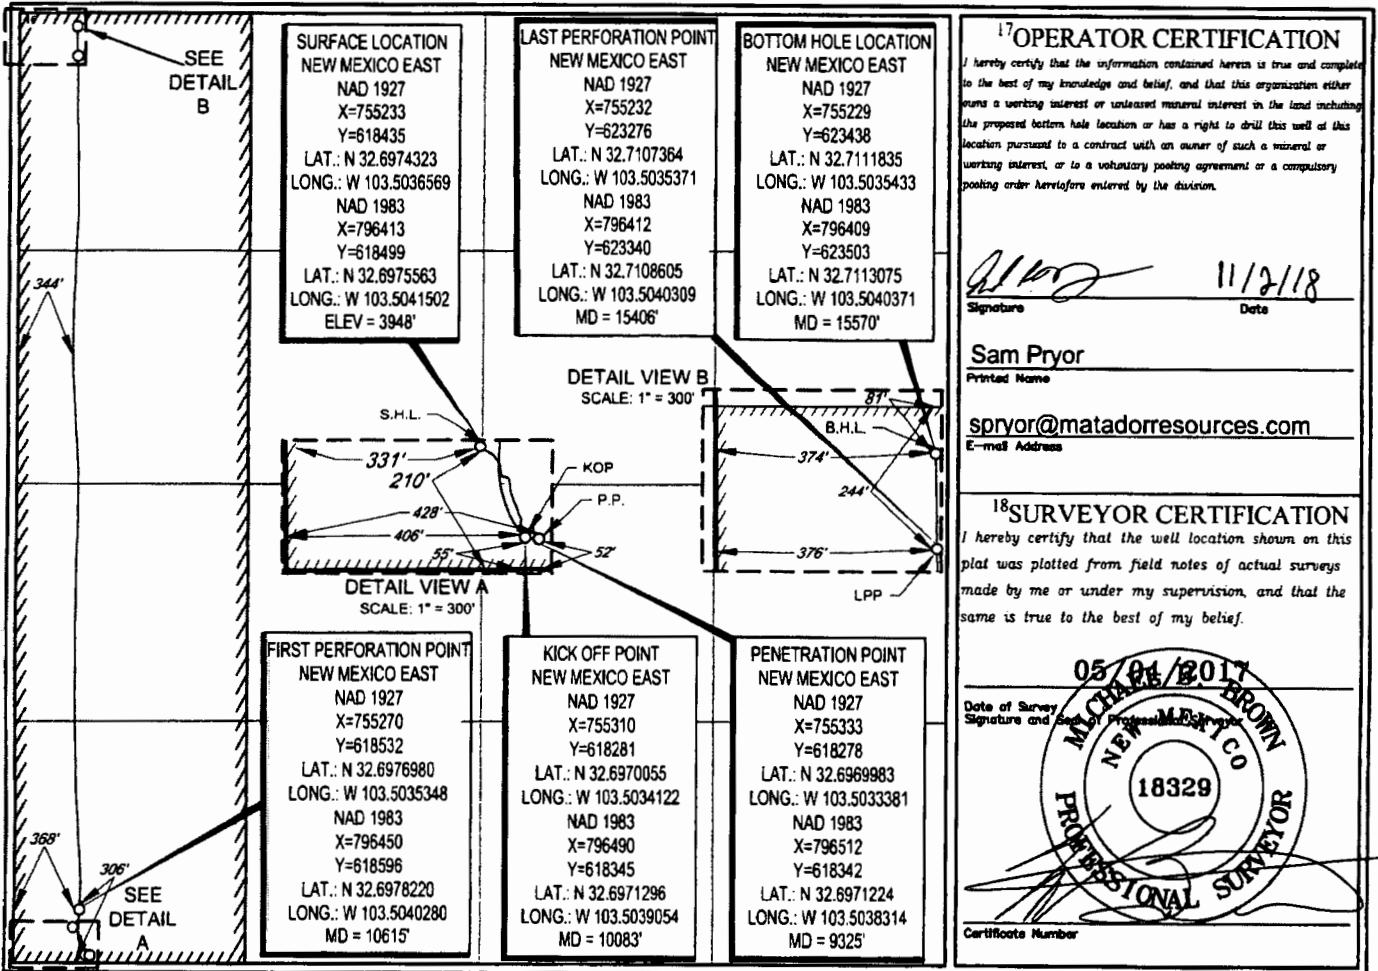 SEE
DETAIL
B
344'
368'
306'
SEE
DETAIL
A
SURFACE LOCATION
NEW MEXICO EAST
NAD 1927
X=755233
Y=618435
LAT.: N 32.6974323
LONG.: W 103.5036569
NAD 1983
X=796413
Y=618499
LAT.: N 32.6975563
LONG.: W 103.5041502
ELEV = 3948'
LAST PERFORATION POINT
NEW MEXICO EAST
NAD 1927
X=755232
Y=623276
LAT.: N 32.7107364
LONG.: W 103.5035371
NAD 1983
X=796412
Y=623340
LAT.: N 32.7108605
LONG.: W 103.5040309
MD = 15406'
BOTTOM HOLE LOCATION
NEW MEXICO EAST
NAD 1927
X=755229
Y=623438
LAT.: N 32.7111835
LONG.: W 103.5035433
NAD 1983
X=796409
Y=623503
LAT.: N 32.7113075
LONG.: W 103.5040371
MD = 15570'
S.H.L.
331'
210'
428'
406'
55'
52'
KOP
P.P.
DETAIL VIEW A
SCALE: 1" = 300'
DETAIL VIEW B
SCALE: 1" = 300'
81'
B.H.L.
374'
244'
376'
LPP
FIRST PERFORATION POINT
NEW MEXICO EAST
NAD 1927
X=755270
Y=618532
LAT.: N 32.6976980
LONG.: W 103.5035348
NAD 1983
X=796450
Y=618596
LAT.: N 32.6978220
LONG.: W 103.5040280
MD = 10615'
KICK OFF POINT
NEW MEXICO EAST
NAD 1927
X=755310
Y=618281
LAT.: N 32.6970055
LONG.: W 103.5034122
NAD 1983
X=796490
Y=618345
LAT.: N 32.6971296
LONG.: W 103.5039054
MD = 10083'
PENETRATION POINT
NEW MEXICO EAST
NAD 1927
X=755333
Y=618278
LAT.: N 32.6969983
LONG.: W 103.5033381
NAD 1983
X=796512
Y=618342
LAT.: N 32.6971224
LONG.: W 103.5038314
MD = 9325'
17 OPERATOR CERTIFICATION
I hereby certify that the information contained herein is true and complete
to the best of my knowledge and belief, and that this organization either
owns a working interest or unleased mineral interest in the land including
the proposed bottom hole location or has a right to drill this well at this
location pursuant to a contract with an owner of such a mineral or
working interest, or to a voluntary pooling agreement or a compulsory
pooling order heretofore entered by the division.
11/2/18
Signature Date
Sam Pryor
Printed Name
spryor@matadorresources.com
E-mail Address
18 SURVEYOR CERTIFICATION
I hereby certify that the well location shown on this
plat was plotted from field notes of actual surveys
made by me or under my supervision, and that the
same is true to the best of my belief.
05/04/2017
Date of Survey
Signature and Seal of Professional Surveyor
MICHAEL BROWN
NEW MEXICO
18329
PROFESSIONAL SURVEYOR
Certificate Number